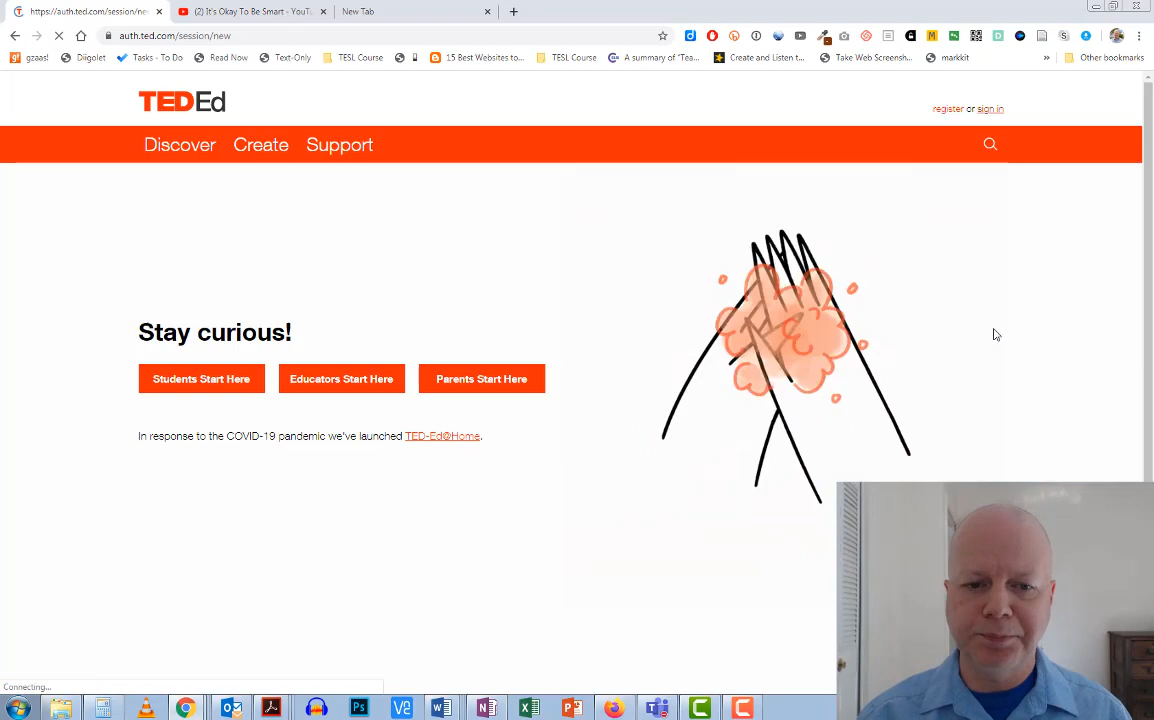 https://auth.ted.com/session/new
(2) It's Okay To Be Smart - YouTu
New Tab
auth.ted.com/session/new
gzaas!
Diigolet
Tasks - To Do
Read Now
Text-Only
TESL Course
15 Best Websites to...
TESL Course
A summary of "Tea...
Create and Listen t...
Take Web Screensh...
markkit
Other bookmarks
TEDEd
register or sign in
Discover Create Support
Stay curious!
Students Start Here
Educators Start Here
Parents Start Here
In response to the COVID-19 pandemic we've launched TED-Ed@Home.
Connecting...